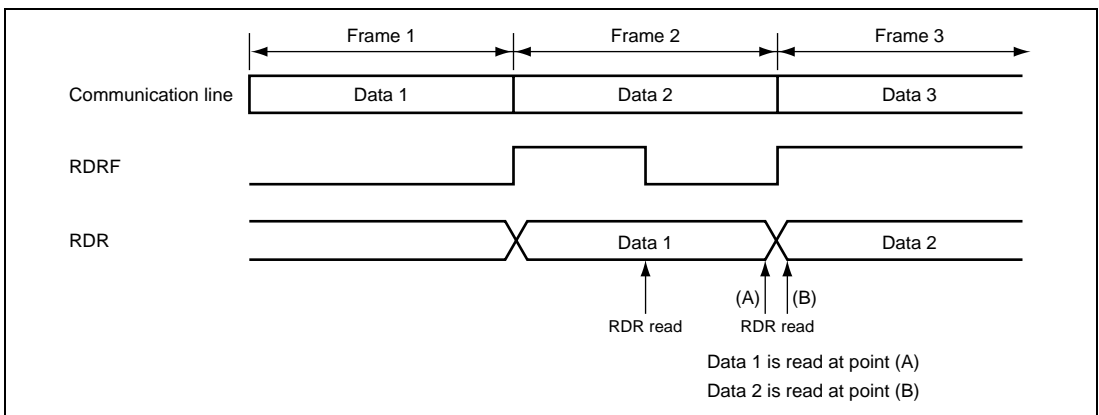 Frame 1 Frame 2 Frame 3
Communication line Data 1 Data 2 Data 3
RDRF
RDR Data 1 Data 2
(A) (B)
RDR read RDR read
Data 1 is read at point (A)
Data 2 is read at point (B)